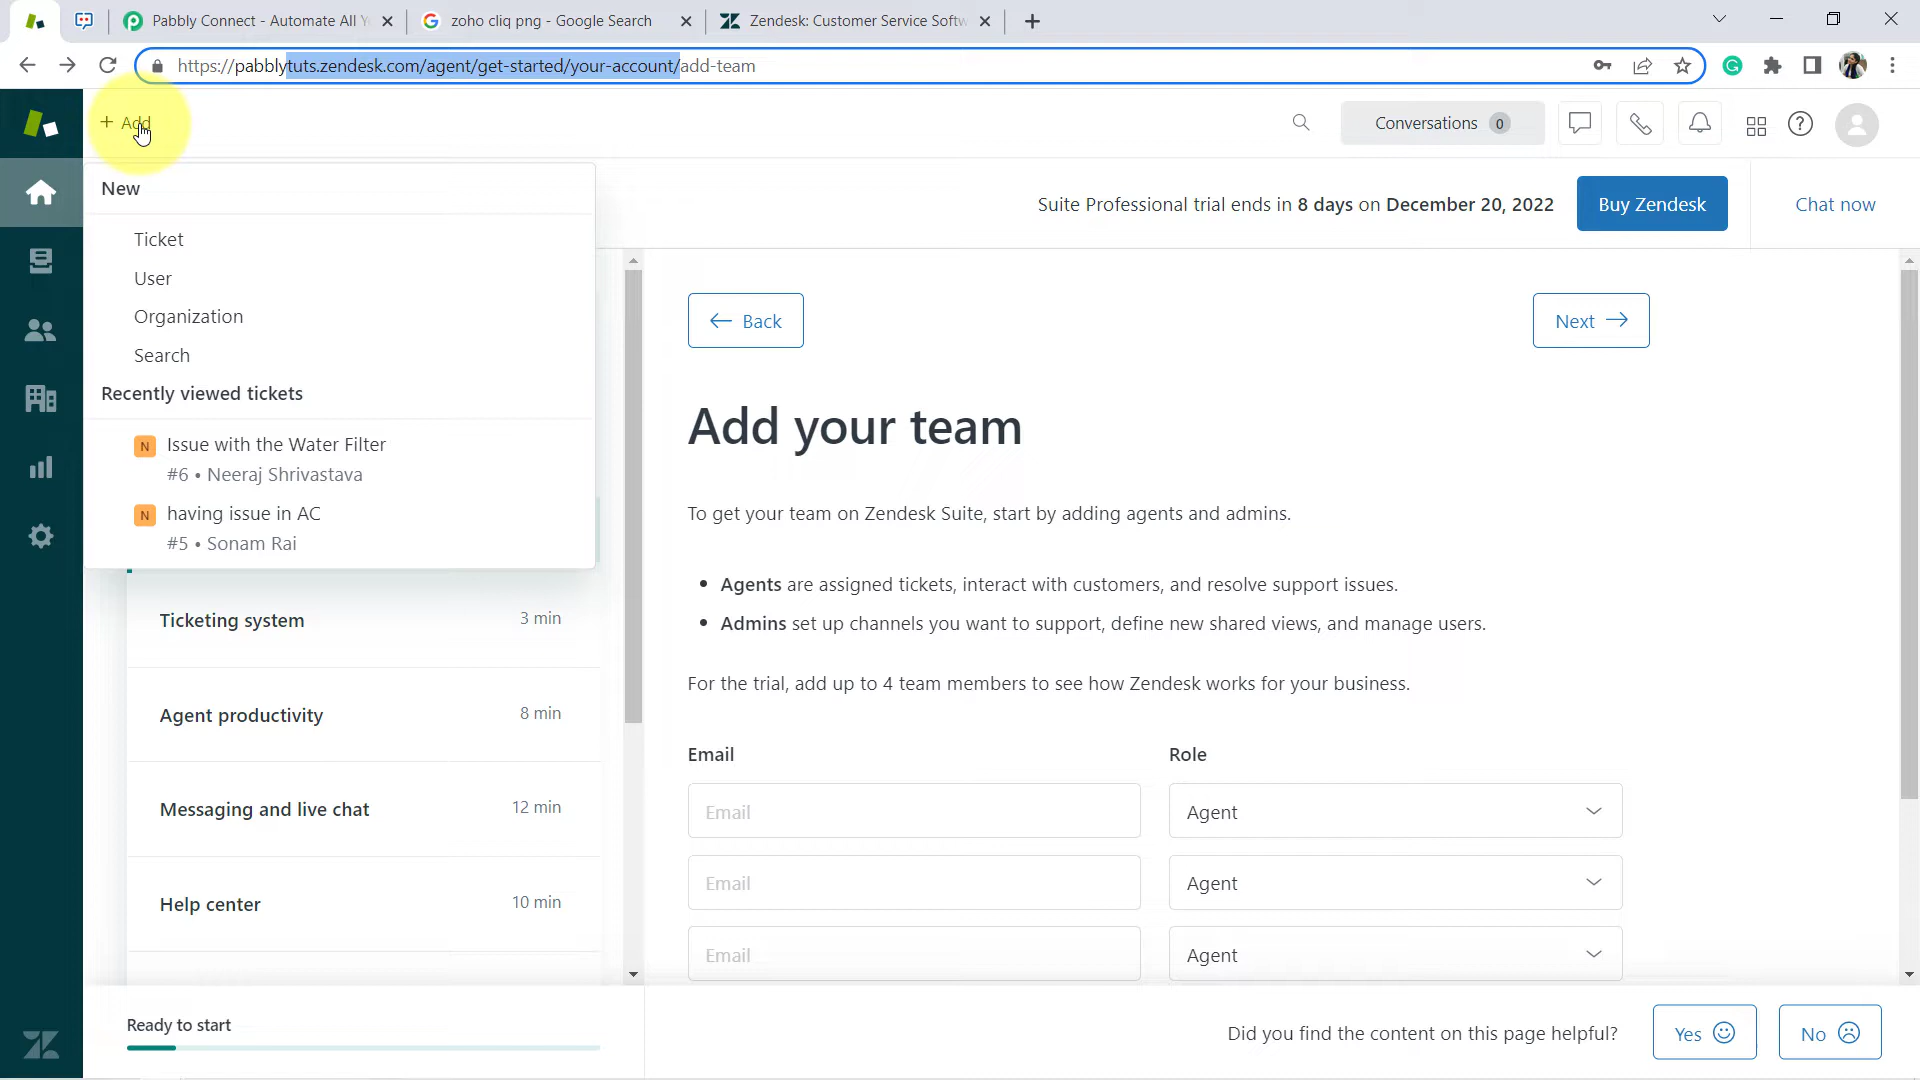 Pabbly Connect - Automate All Y
zoho cliq png - Google Search
Zendesk: Customer Service Softw
https://pabblytuts.zendesk.com/agent/get-started/your-account/add-team
+ Add
Conversations 0
New
Ticket
User
Organization
Search
Recently viewed tickets
N Issue with the Water Filter
#6 • Neeraj Shrivastava
N having issue in AC
#5 • Sonam Rai
Suite Professional trial ends in 8 days on December 20, 2022
Buy Zendesk
Chat now
Ticketing system 3 min
Agent productivity 8 min
Messaging and live chat 12 min
Help center 10 min
Ready to start
← Back
Next →
Add your team
To get your team on Zendesk Suite, start by adding agents and admins.
• Agents are assigned tickets, interact with customers, and resolve support issues.
• Admins set up channels you want to support, define new shared views, and manage users.
For the trial, add up to 4 team members to see how Zendesk works for your business.
Email Role
Email Agent
Email Agent
Email Agent
Did you find the content on this page helpful?
Yes
No